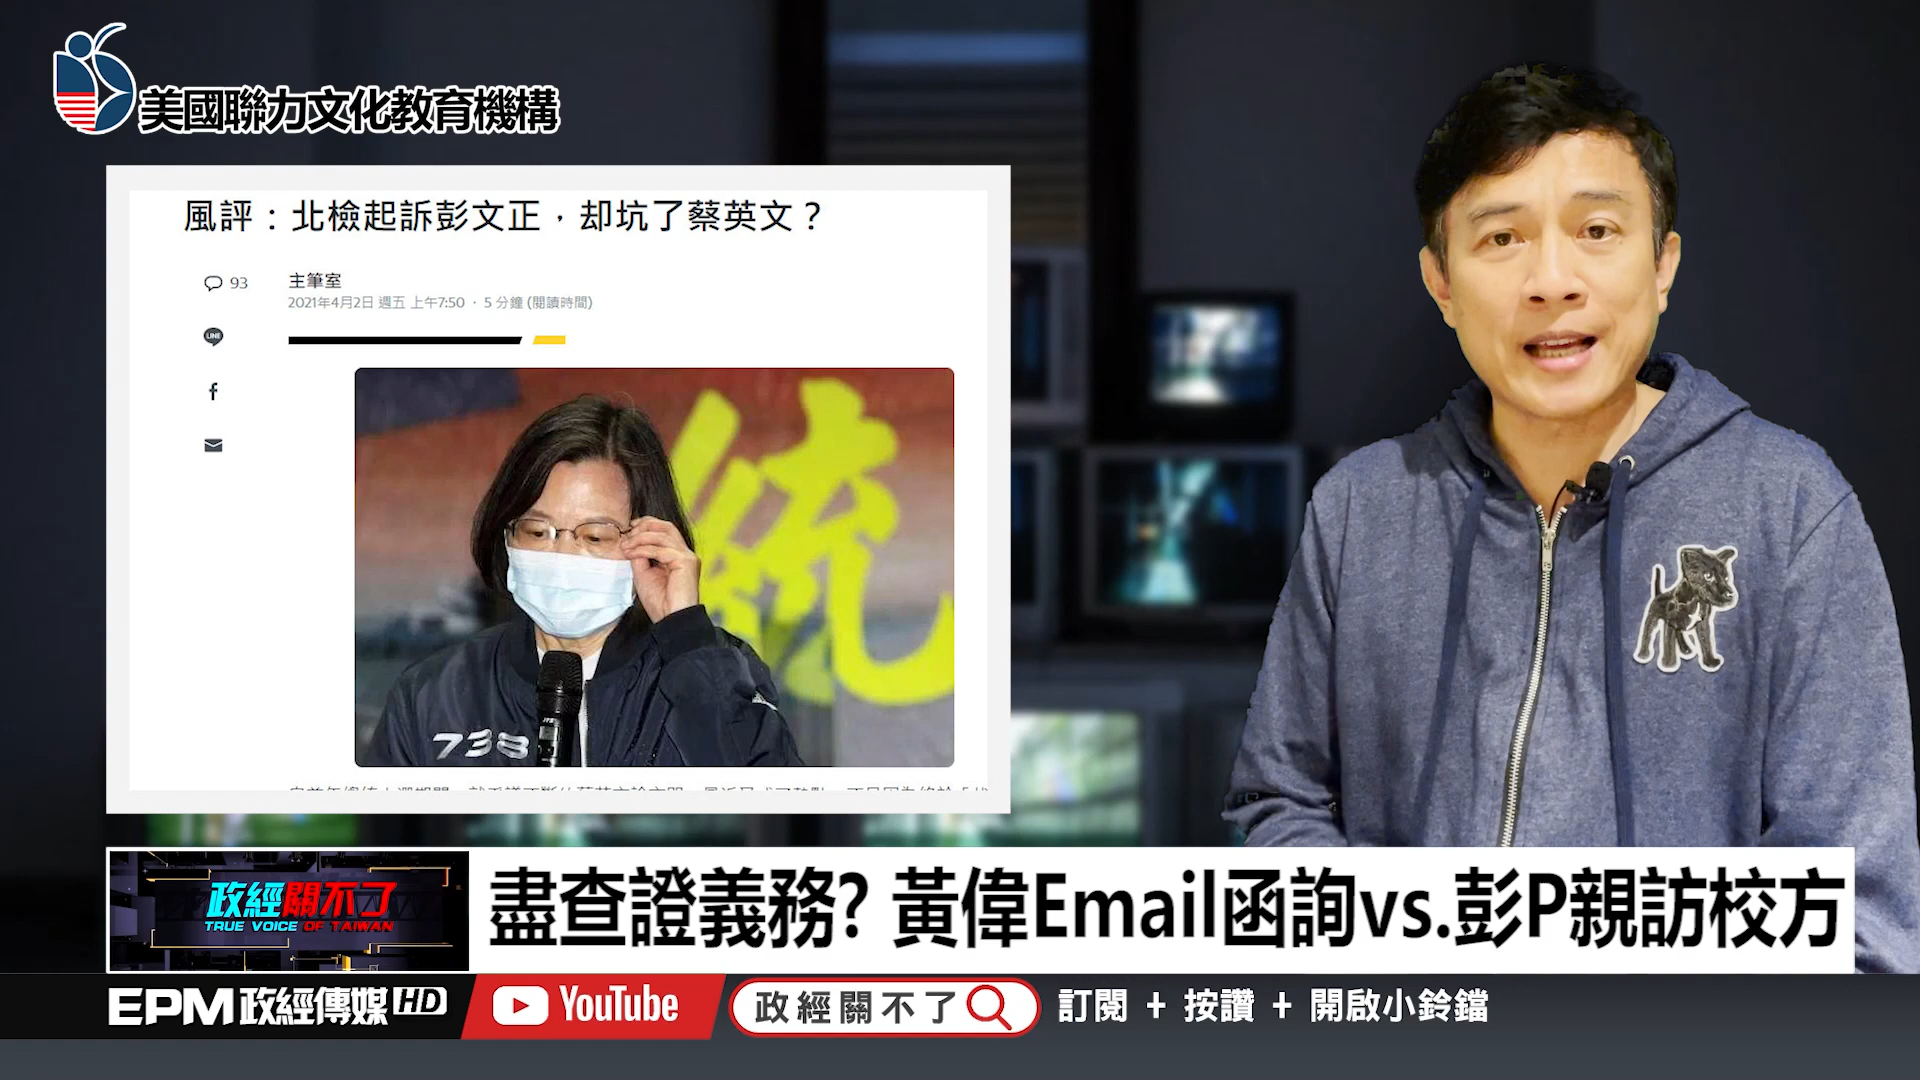 美國聯力文化教育機構
風評：北檢起訴彭文正，却坑了蔡英文？
93
主筆室
2021年4月2日 週五 上午7:50 · 5 分鐘 (閱讀時間)
LINE
統
738
政經關不了
TRUE VOICE OF TAIWAN
盡查證義務? 黃偉Email函詢vs.彭P親訪校方
EPM政經傳媒HD
YouTube
政經關不了
訂閱 + 按讚 + 開啟小鈴鐺